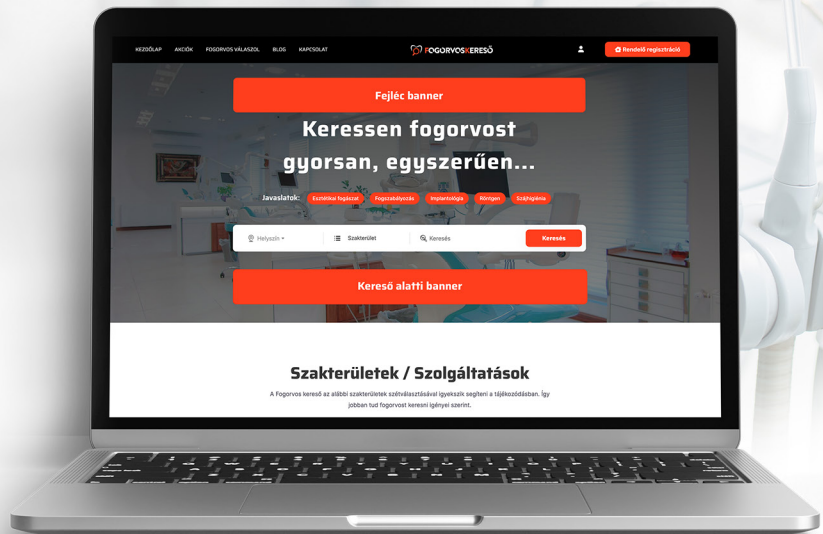 KEZDŐLAP AKCIÓK FOGORVOS VÁLASZOL BLOG KAPCSOLAT FOGORVOSKERESŐ Rendelő regisztráció
Fejléc banner
Keressen fogorvost
gyorsan, egyszerűen...
Javaslatok: Esztétikai fogászat Fogszabályozás Implantológia Röntgen Szájhigiénia
Helyszín Szakterület Keresés Keresés
Kereső alatti banner
Szakterületek / Szolgáltatások
A Fogorvos kereső az alábbi szakterületek szétválasztásával igyekszik segíteni a tájékozódásban. Így
jobban tud fogorvost keresni igényei szerint.